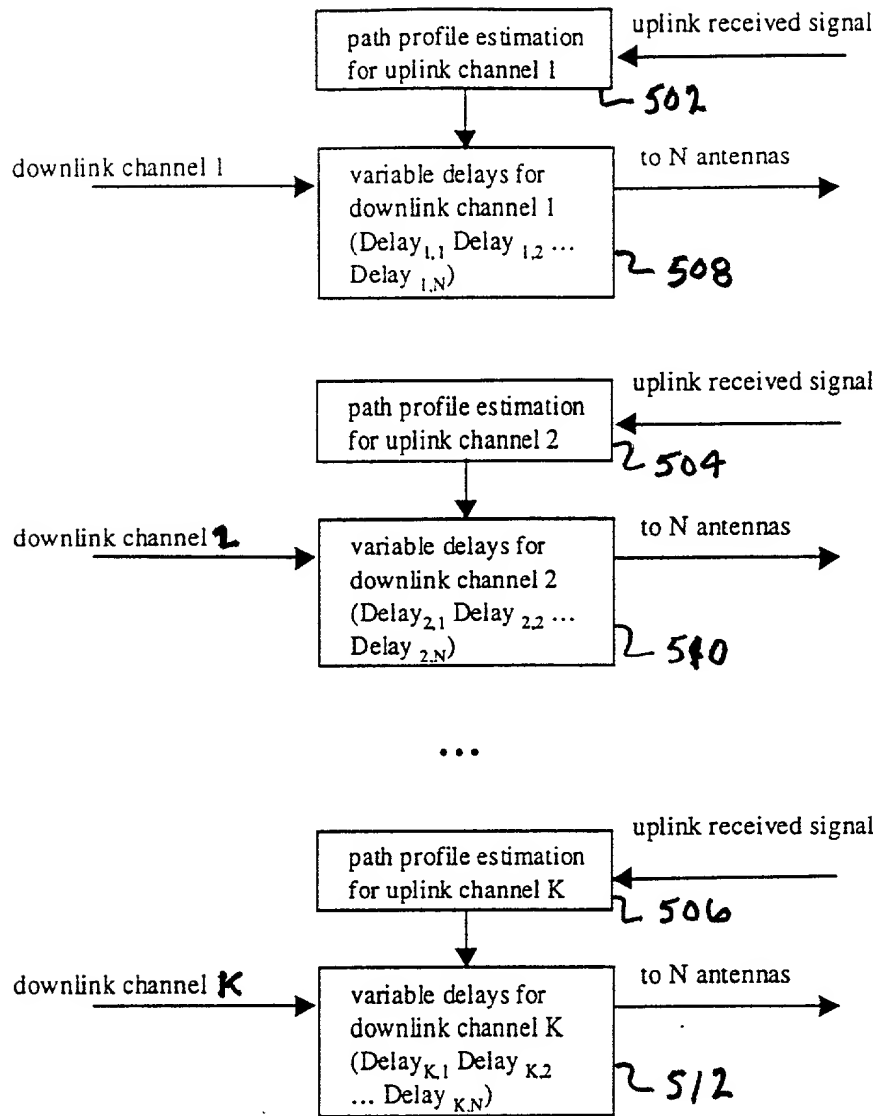 uplink received signal
path profile estimation
for uplink channel 1
502
downlink channel 1
to N antennas
variable delays for
downlink channel 1
(Delay1,1 Delay 1,2 ...
Delay 1,N)
508
uplink received signal
path profile estimation
for uplink channel 2
504
downlink channel 2
to N antennas
variable delays for
downlink channel 2
(Delay2,1 Delay 2,2 ...
Delay 2,N)
510
...
uplink received signal
path profile estimation
for uplink channel K
506
downlink channel K
to N antennas
variable delays for
downlink channel K
(DelayK,1 Delay K,2
... Delay K,N)
512